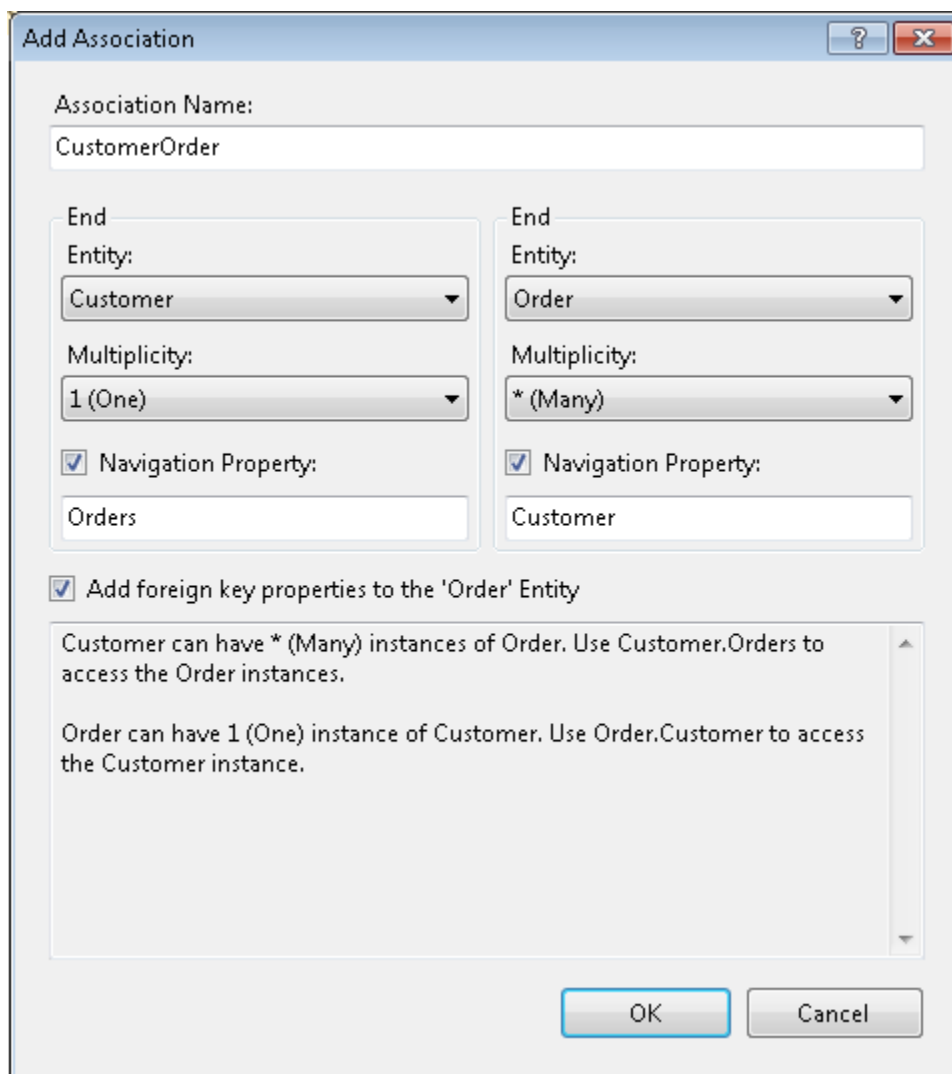 Add Association
Association Name:
CustomerOrder
End
Entity:
Customer
Multiplicity:
1 (One)
Navigation Property:
Orders
End
Entity:
Order
Multiplicity:
* (Many)
Navigation Property:
Customer
Add foreign key properties to the 'Order' Entity
Customer can have * (Many) instances of Order. Use Customer.Orders to
access the Order instances.
Order can have 1 (One) instance of Customer. Use Order.Customer to access
the Customer instance.
OK
Cancel